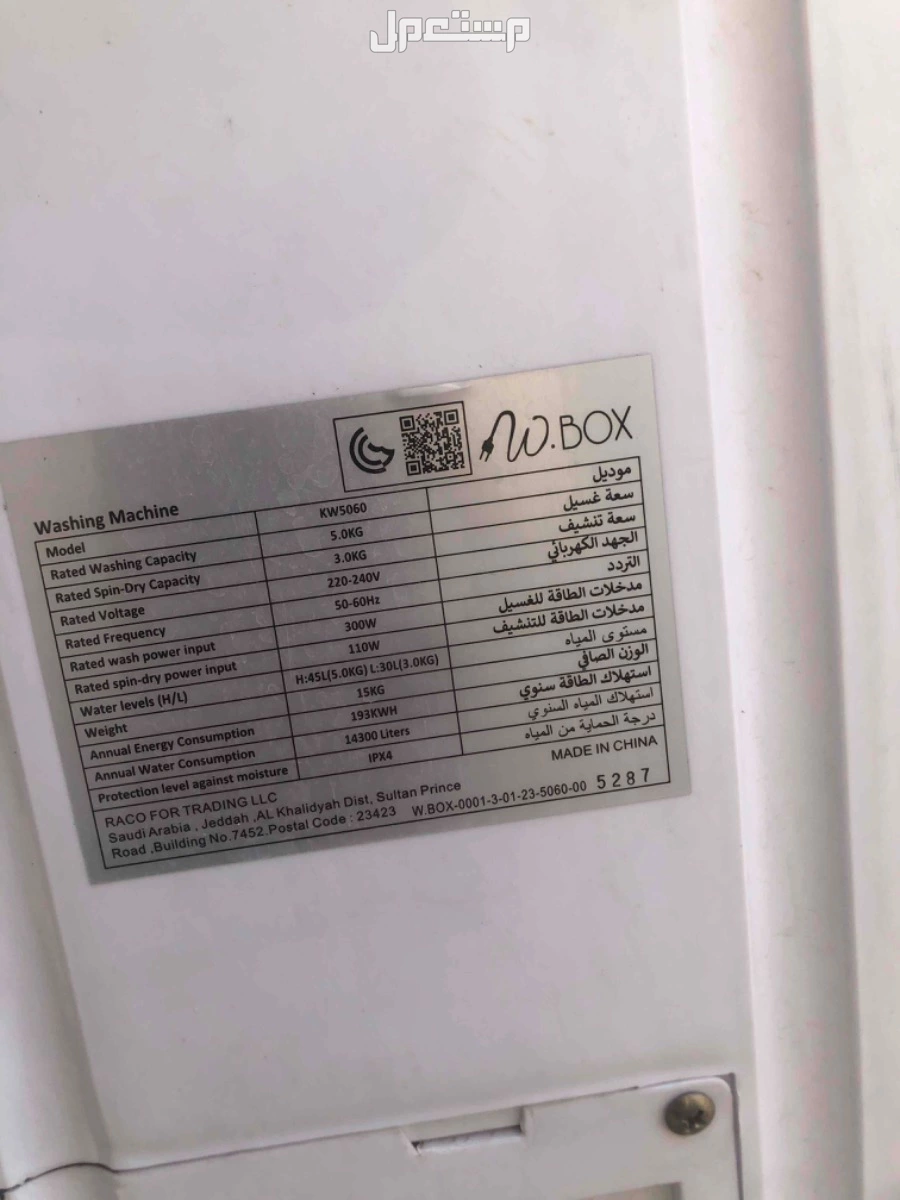 مستعمل
W.BOX
Washing Machine
Model KW5060 موديل
Rated Washing Capacity 5.0KG سعة غسيل
Rated Spin-Dry Capacity 3.0KG سعة تنشيف
Rated Voltage 220-240V الجهد الكهربائي
Rated Frequency 50-60Hz التردد
Rated wash power input 300W مدخلات الطاقة للغسيل
Rated spin-dry power input 110W مدخلات الطاقة للتنشيف
Water levels (H/L) H:45L(5.0KG) L:30L(3.0KG) مستوى المياه
Weight 15KG الوزن الصافي
Annual Energy Consumption 193KWH استهلاك الطاقة سنوي
Annual Water Consumption 14300 Liters استهلاك المياه السنوي
Protection level against moisture IPX4 درجة الحماية من المياه
RACO FOR TRADING LLC MADE IN CHINA
Saudi Arabia , Jeddah ,AL Khalidyah Dist, Sultan Prince
Road ,Building No.7452.Postal Code : 23423 W.BOX-0001-3-01-23-5060-00 5287